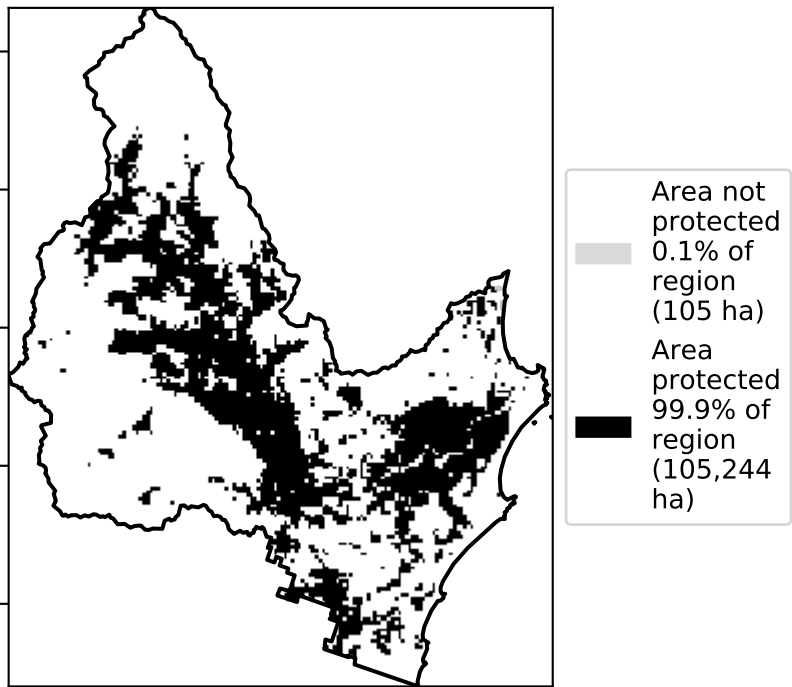 Area not
protected
0.1% of
region
(105 ha)
Area
protected
99.9% of
region
(105,244
ha)